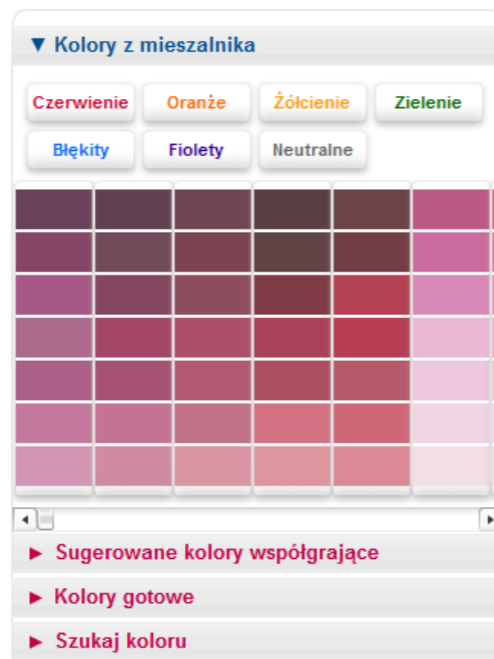 ▼ Kolory z mieszalnika
Czerwienie Oranże Żółcienie Zielenie
Błękity Fiolety Neutralne
► Sugerowane kolory współgrające
► Kolory gotowe
► Szukaj koloru